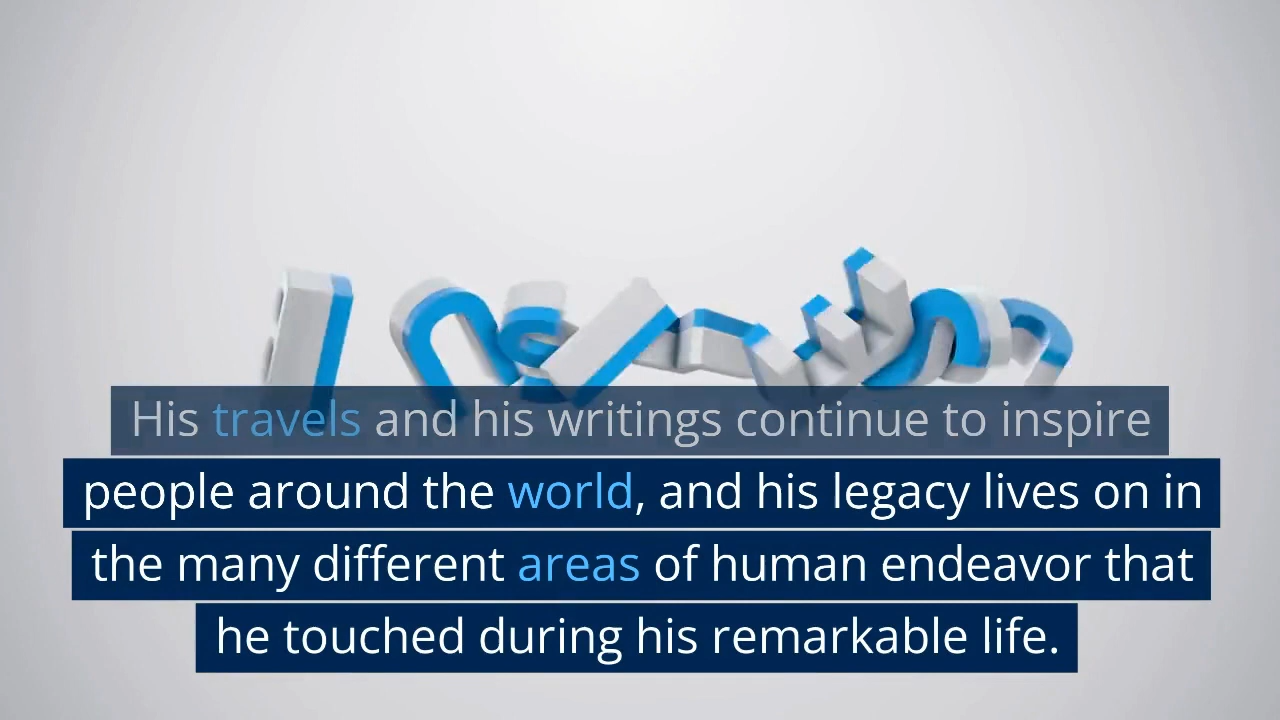 His travels and his writings continue to inspire
people around the world, and his legacy lives on in
the many different areas of human endeavor that
he touched during his remarkable life.